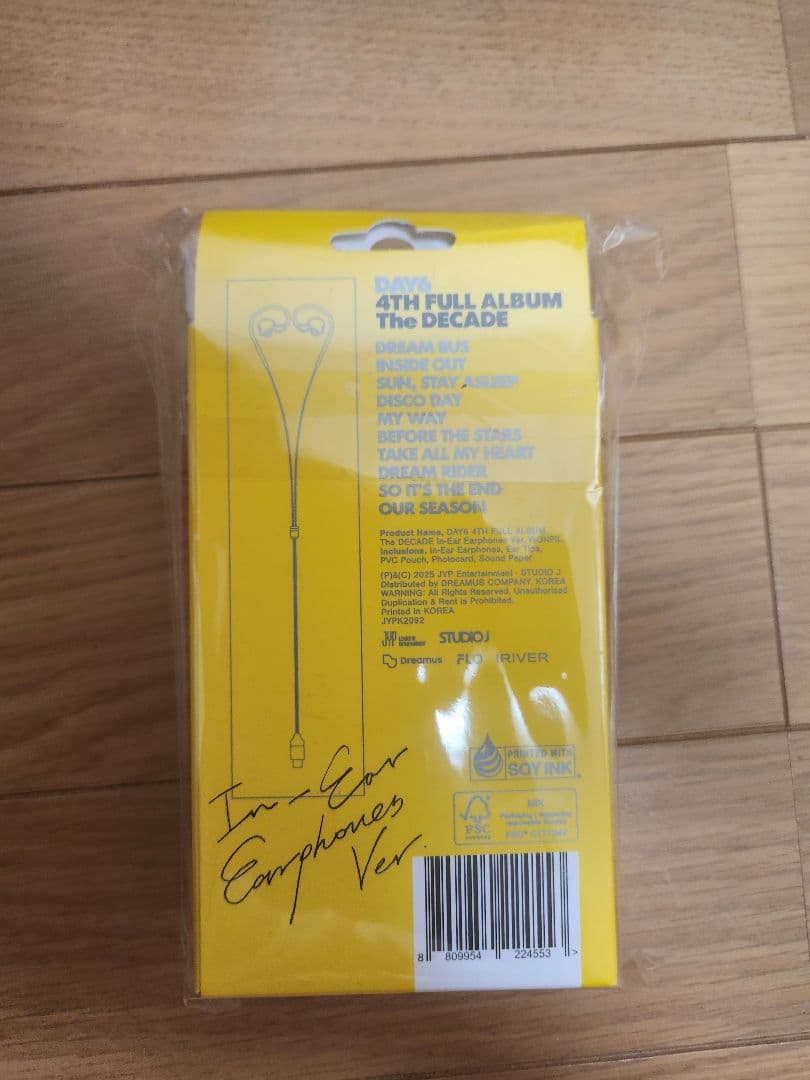 DAY6
4TH FULL ALBUM
The DECADE
DREAM BUS
INSIDE OUT
SUN, STAY ASLEEP
DISCO DAY
MY WAY
BEFORE THE STARS
TAKE ALL MY HEART
DREAM RIDER
SO IT'S THE END
OUR SEASON
Product Name, DAY6 4TH FULL ALBUM
The DECADE In-Ear Earphones Ver. WONPIL
Inclusions, In-Ear Earphones, Ear Tips,
PVC Pouch, Photocard, Sound Paper
(P)&(C) 2025 JYP Entertainment · STUDIO J
Distributed by DREAMUS COMPANY, KOREA
WARNING: All Rights Reserved. Unauthorized
Duplication & Rent is Prohibited.
Printed in KOREA
JYPK2092
JYP STUDIO J
Dreamus FLO IRIVER
PRINTED WITH
SOY INK
FSC MIX
In-Ear
Earphones
Ver.
8 809954 224553 >